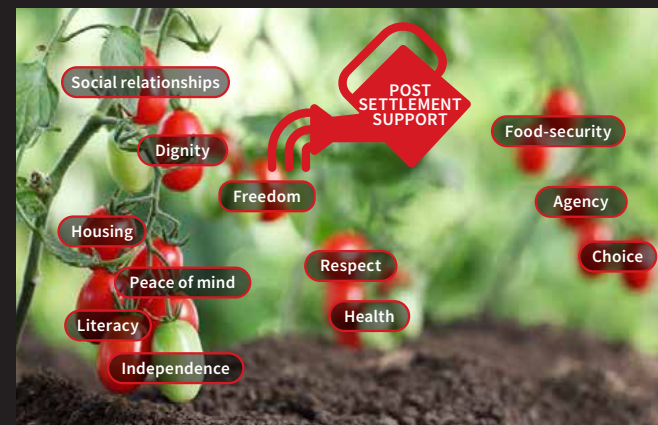 Social relationships
POST
SETTLEMENT
SUPPORT
Food-security
Dignity
Freedom
Agency
Housing
Choice
Respect
Peace of mind
Health
Literacy
Independence